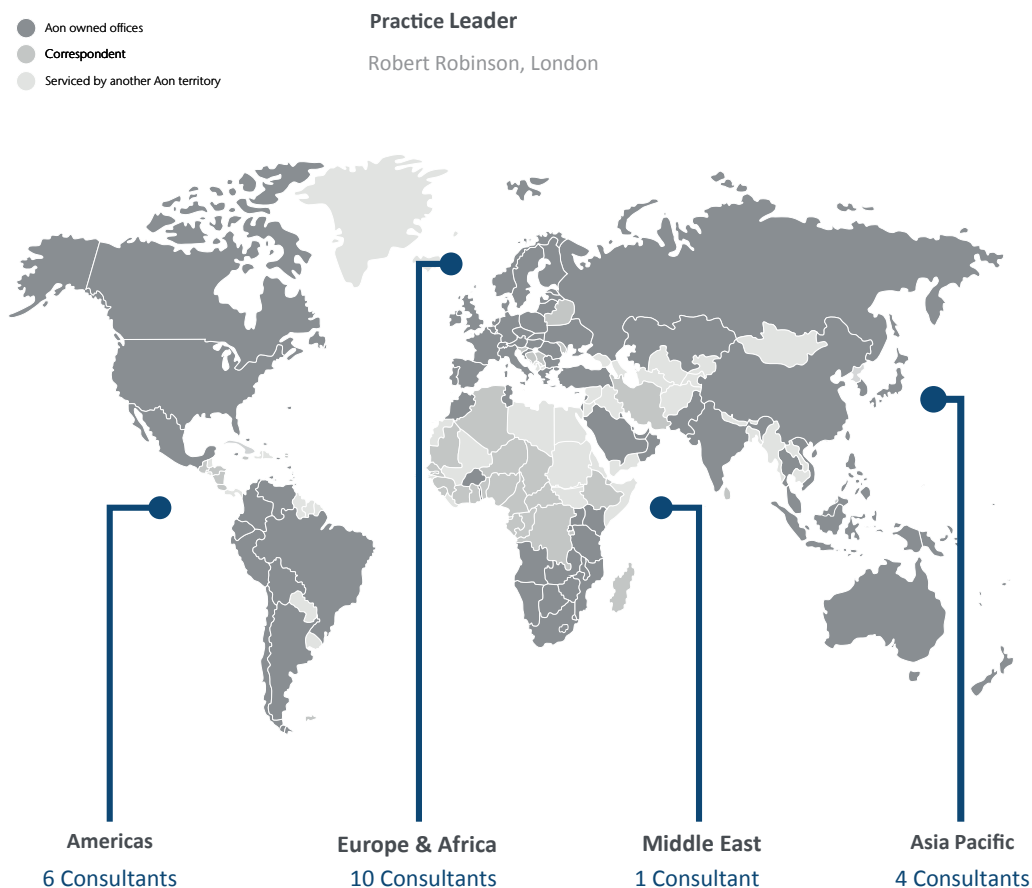 Aon owned offices
Correspondent
Serviced by another Aon territory
Practice Leader
Robert Robinson, London
Americas
6 Consultants
Europe & Africa
10 Consultants
Middle East
1 Consultant
Asia Pacific
4 Consultants